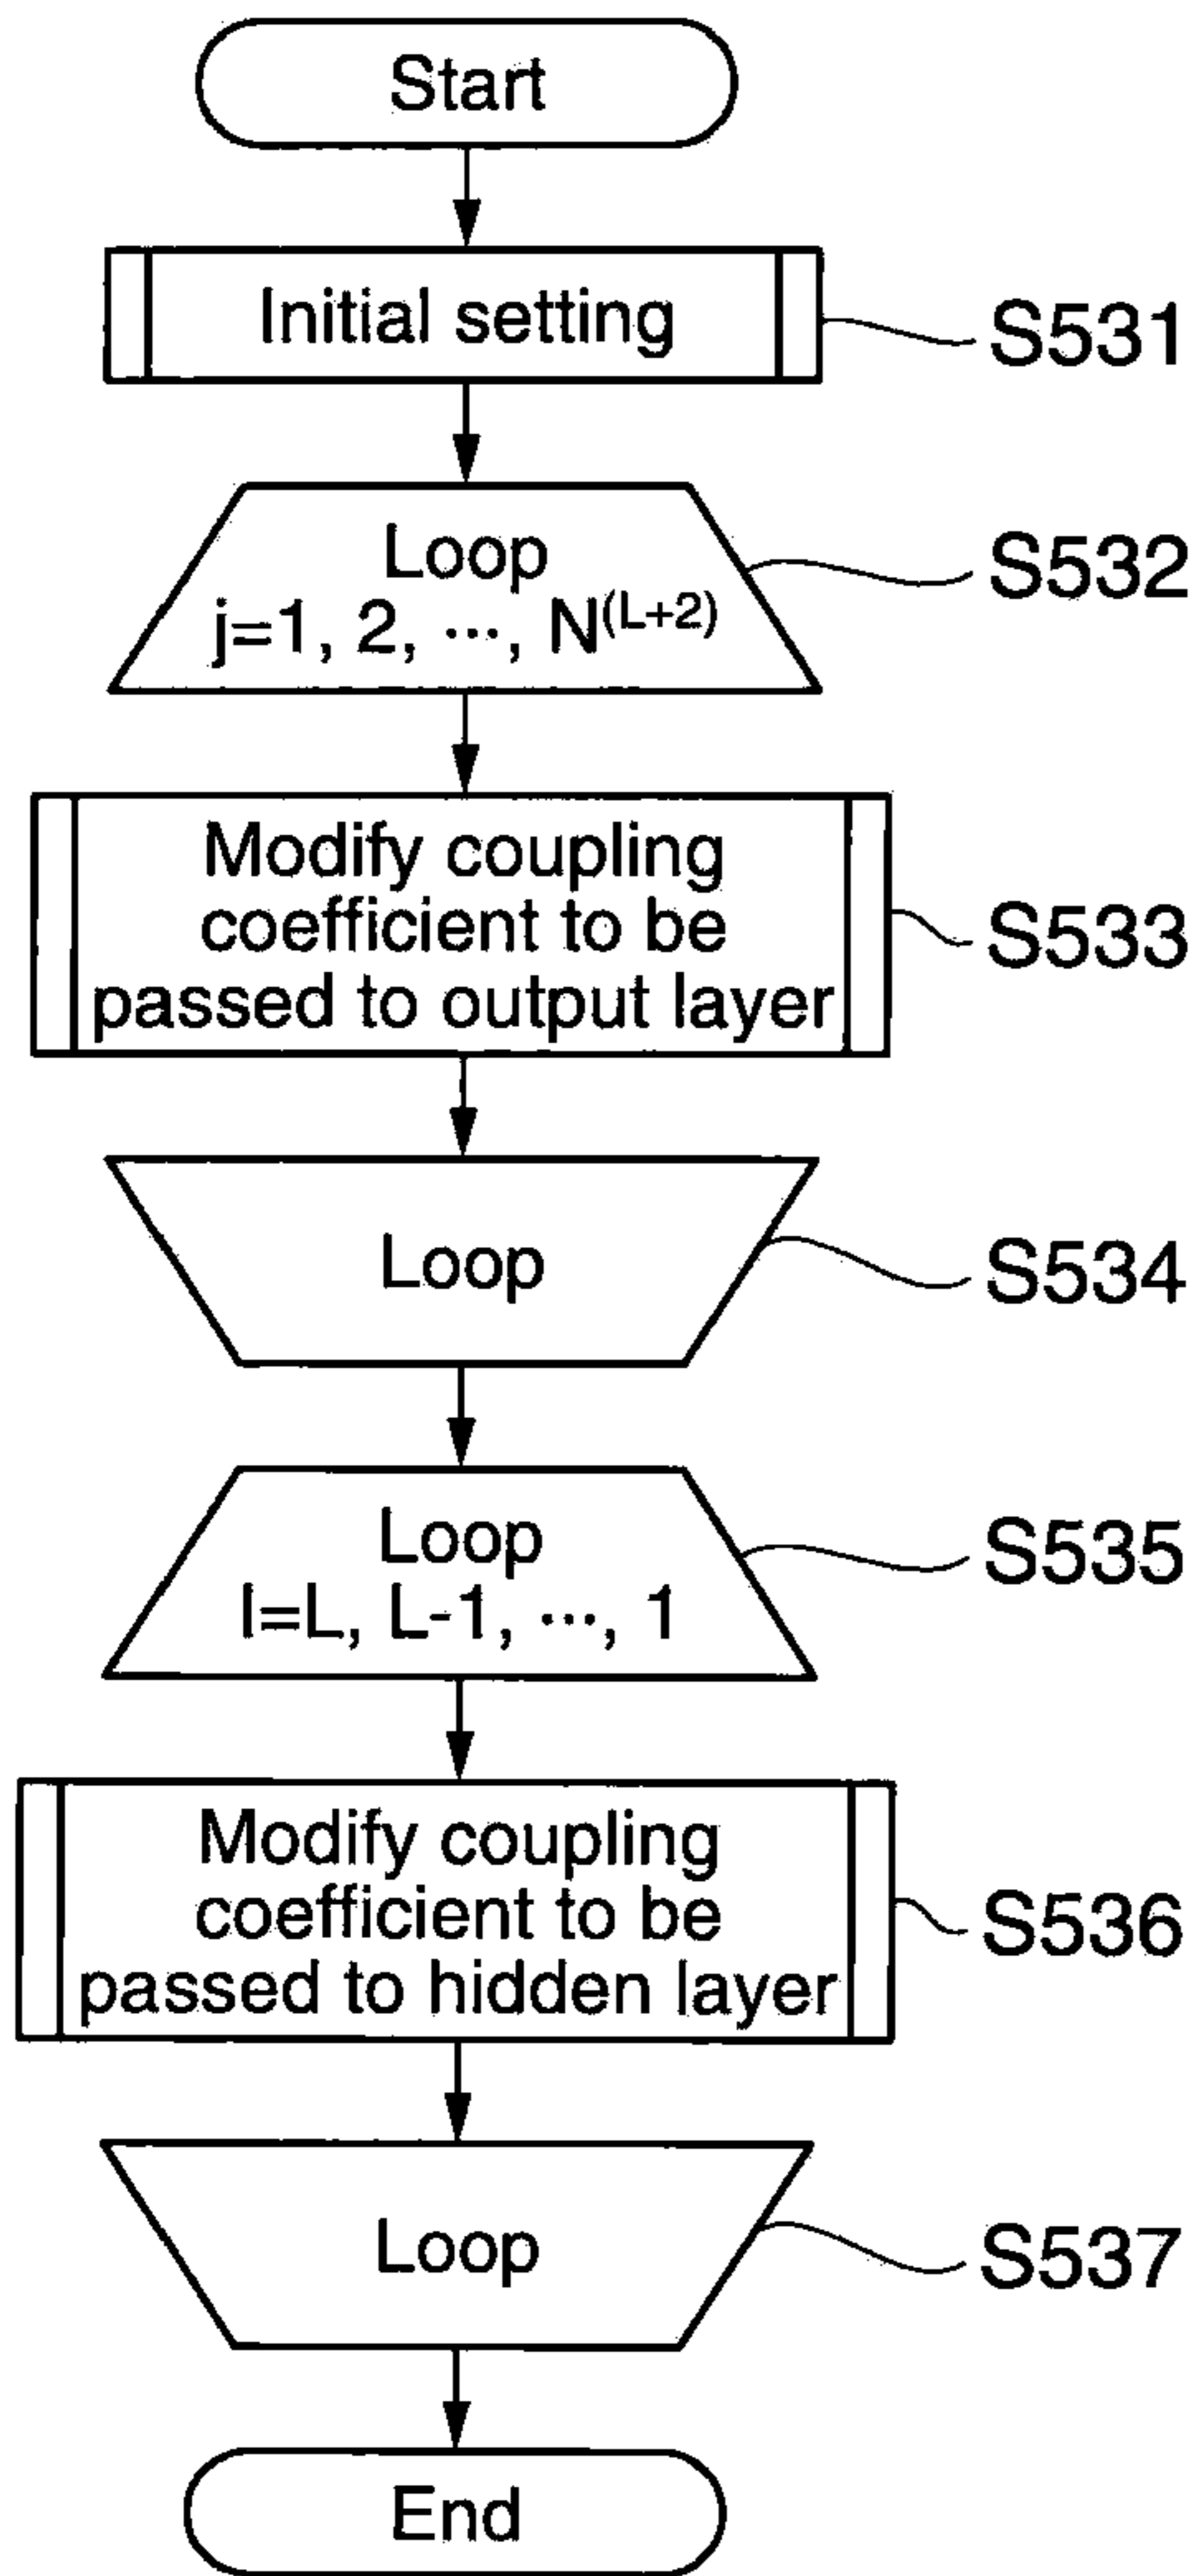 Start
Initial setting
S531
Loop
j=1, 2, ···, N^(L+2)
S532
Modify coupling
coefficient to be
passed to output layer
S533
Loop
S534
Loop
l=L, L-1, ···, 1
S535
Modify coupling
coefficient to be
passed to hidden layer
S536
Loop
S537
End